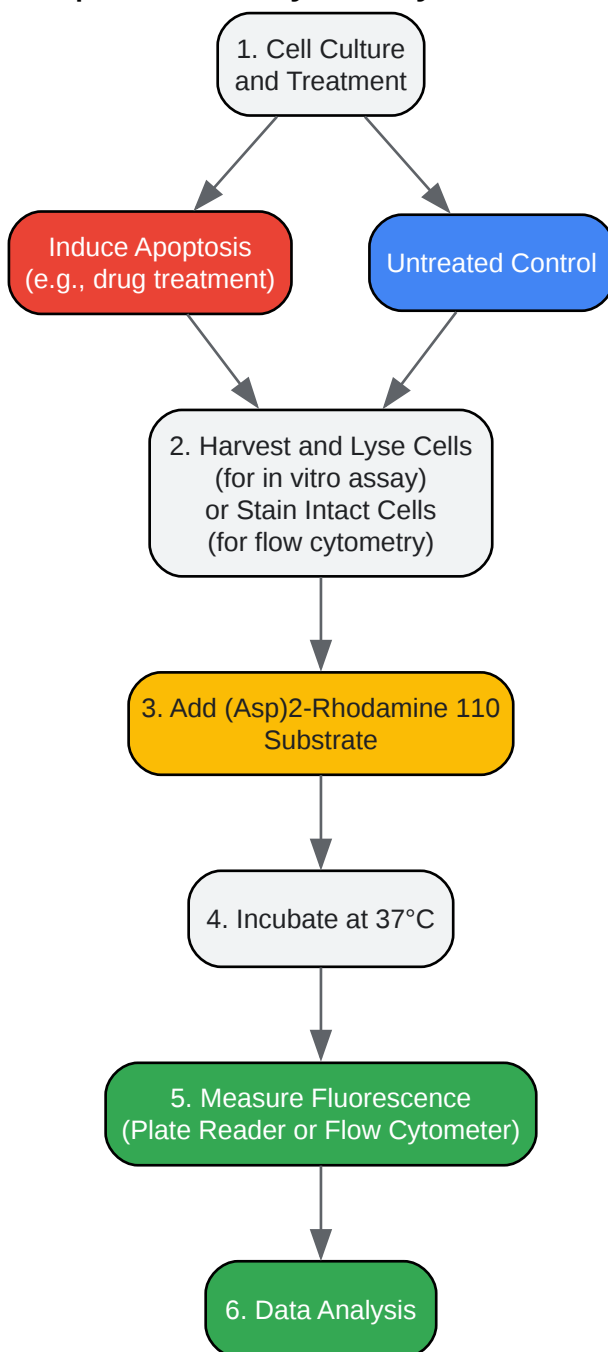 1. Cell Culture
and Treatment
Induce Apoptosis
(e.g., drug treatment)
Untreated Control
2. Harvest and Lyse Cells
(for in vitro assay)
or Stain Intact Cells
(for flow cytometry)
3. Add (Asp)2-Rhodamine 110
Substrate
4. Incubate at 37°C
5. Measure Fluorescence
(Plate Reader or Flow Cytometer)
6. Data Analysis